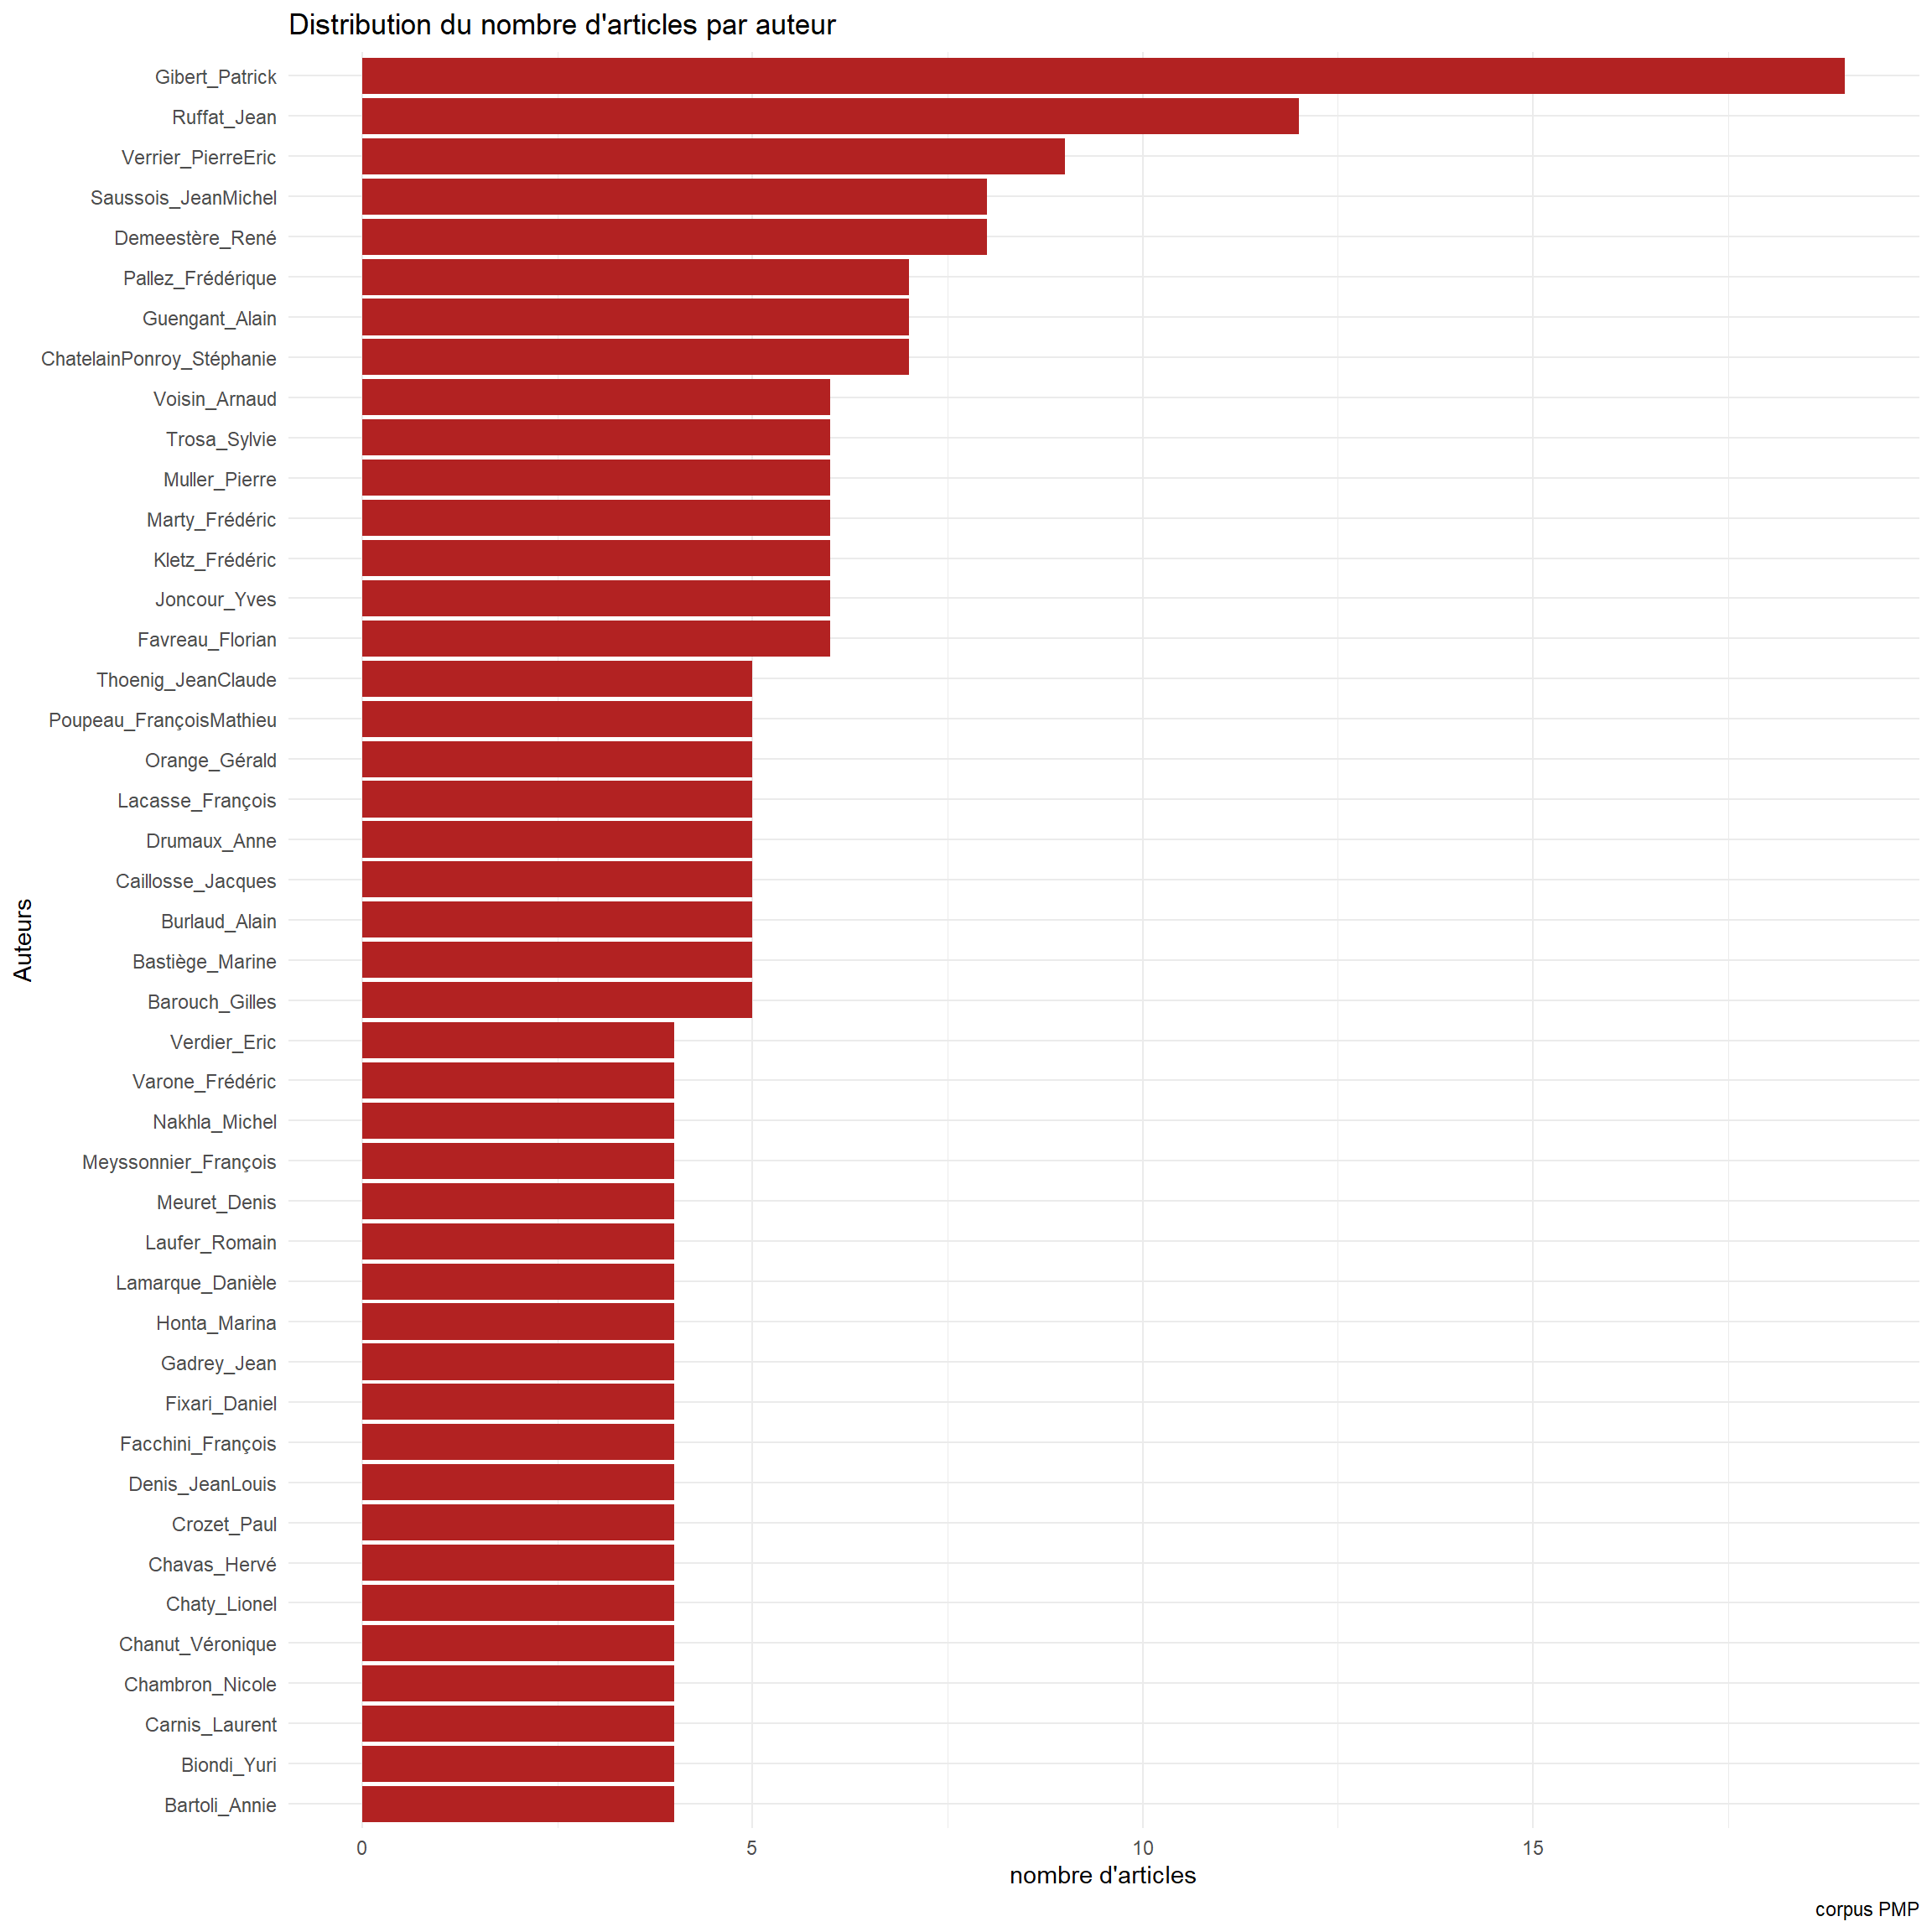 Distribution du nombre d'articles par auteur
Gibert_Patrick
Ruffat_Jean
Verrier_PierreEric
Saussois_JeanMichel
Demeestère_René
Pallez_Frédérique
Guengant_Alain
ChatelainPonroy_Stéphanie
Voisin_Arnaud
Trosa_Sylvie
Muller_Pierre
Marty_Frédéric
Kletz_Frédéric
Joncour_Yves
Favreau_Florian
Thoenig_JeanClaude
Poupeau_FrançoisMathieu
Orange_Gérald
Lacasse_François
Drumaux_Anne
Caillosse_Jacques
Burlaud_Alain
Bastiège_Marine
Barouch_Gilles
Verdier_Eric
Varone_Frédéric
Nakhla_Michel
Meyssonnier_François
Meuret_Denis
Laufer_Romain
Lamarque_Danièle
Honta_Marina
Gadrey_Jean
Fixari_Daniel
Facchini_François
Denis_JeanLouis
Crozet_Paul
Chavas_Hervé
Chaty_Lionel
Chanut_Véronique
Chambron_Nicole
Carnis_Laurent
Biondi_Yuri
Bartoli_Annie
Auteurs
0 5 10 15
nombre d'articles
corpus PMP